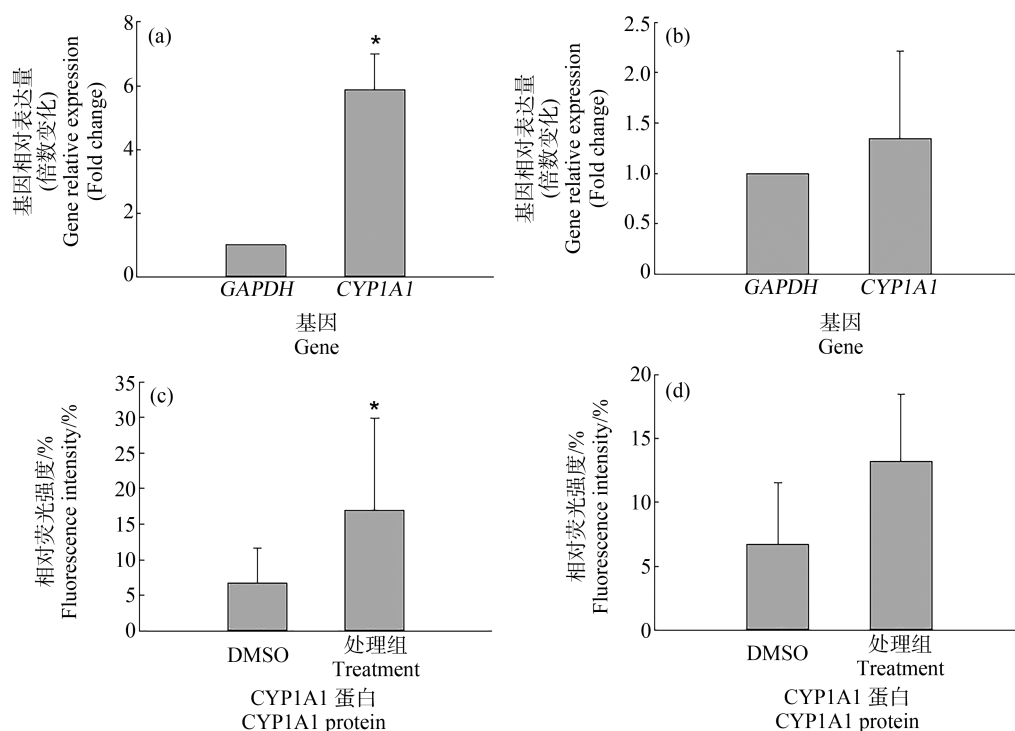 (a)
基因相对表达量
(倍数变化)
Gene relative expression
(Fold change)
8
6
4
2
0
*
GAPDH
CYP1A1
基因
Gene
(b)
基因相对表达量
(倍数变化)
Gene relative expression
(Fold change)
2.5
2.0
1.5
1.0
0.5
0
GAPDH
CYP1A1
基因
Gene
(c)
相对荧光强度/%
Fluorescence intensity/%
35
30
25
20
15
10
5
0
*
DMSO
处理组
Treatment
CYP1A1 蛋白
CYP1A1 protein
(d)
相对荧光强度/%
Fluorescence intensity/%
20
15
10
5
0
DMSO
处理组
Treatment
CYP1A1 蛋白
CYP1A1 protein